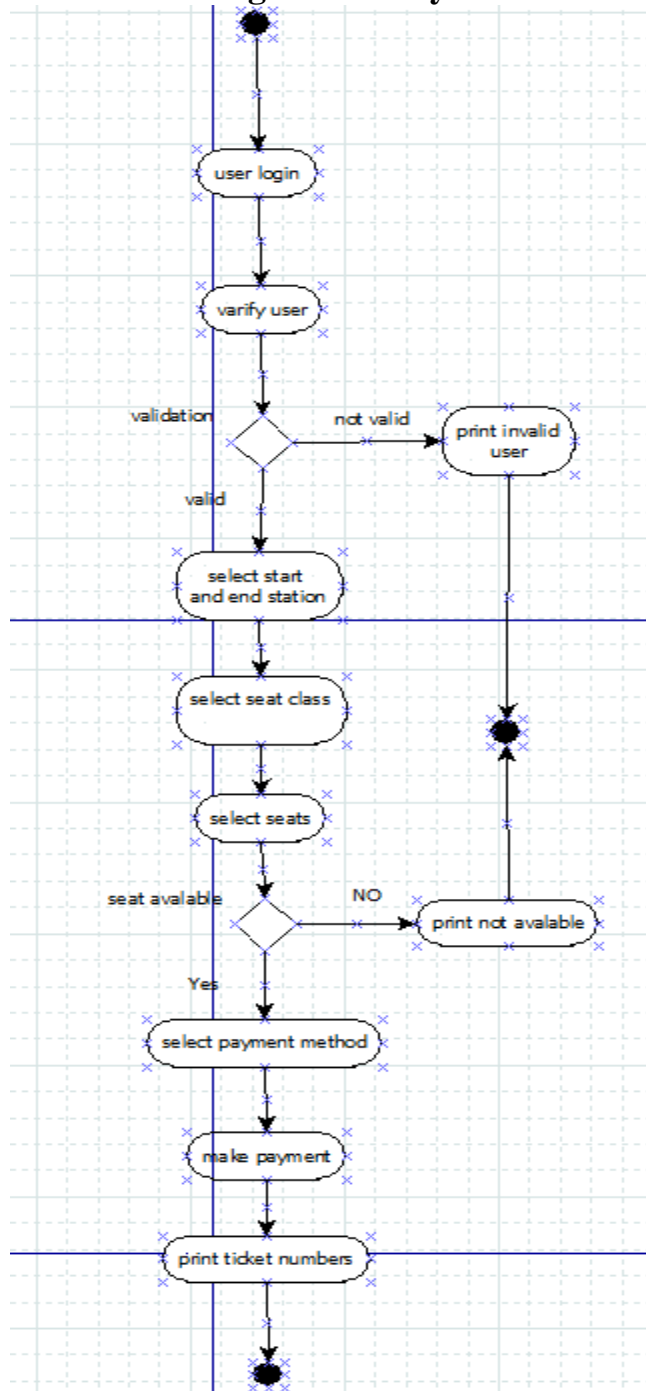 user login
varify user
validation
not valid
print invalid
user
valid
select start
and end station
select seat class
select seats
seat avalable
NO
print not avalable
Yes
select payment method
make payment
print ticket numbers